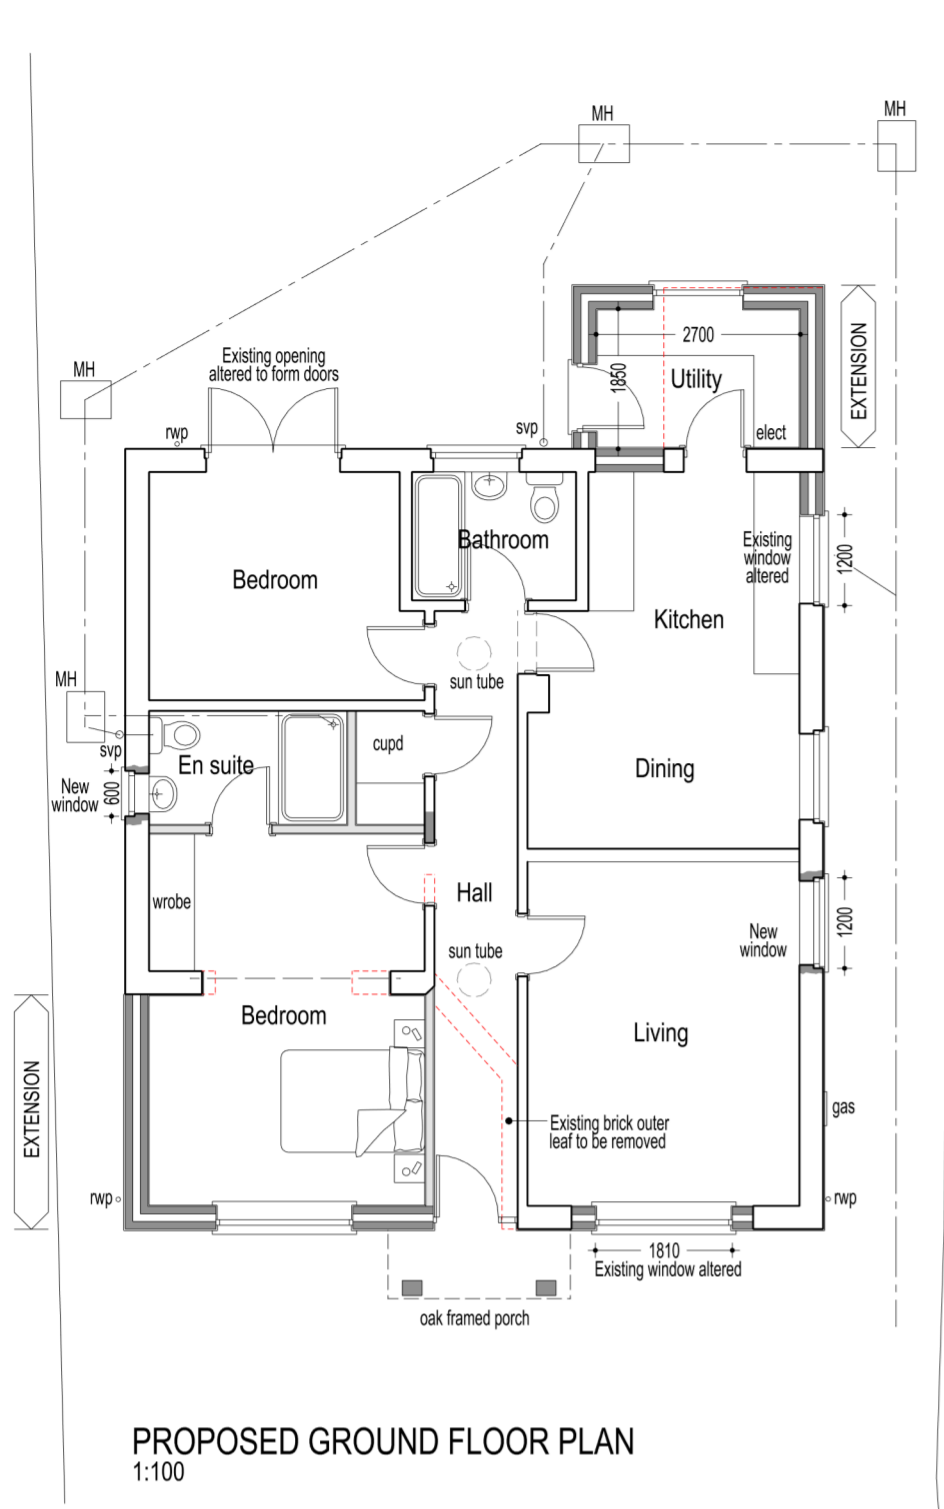 MH
MH
EXTENSION
2700
1850
Utility
elect
Existing opening
altered to form doors
MH
rwp
svp
Bathroom
Existing
window
altered
1200
Bedroom
Kitchen
sun tube
MH
svp
cupd
En suite
Dining
New
window
600
wrobe
Hall
sun tube
New
window
1200
Bedroom
Living
EXTENSION
gas
Existing brick outer
leaf to be removed
rwp
rwp
1810
Existing window altered
oak framed porch
PROPOSED GROUND FLOOR PLAN
1:100